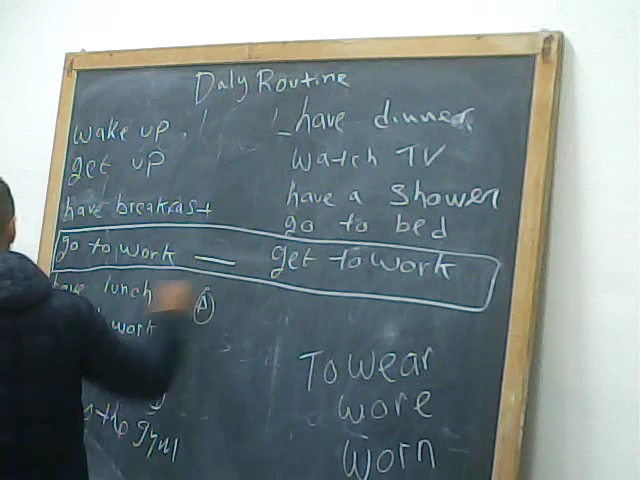 Daly Routine
wake up
get up
have breakfast
go to work — get to work
have lunch
work
the gym
have dinner
watch TV
have a shower
go to bed
To wear
wore
worn